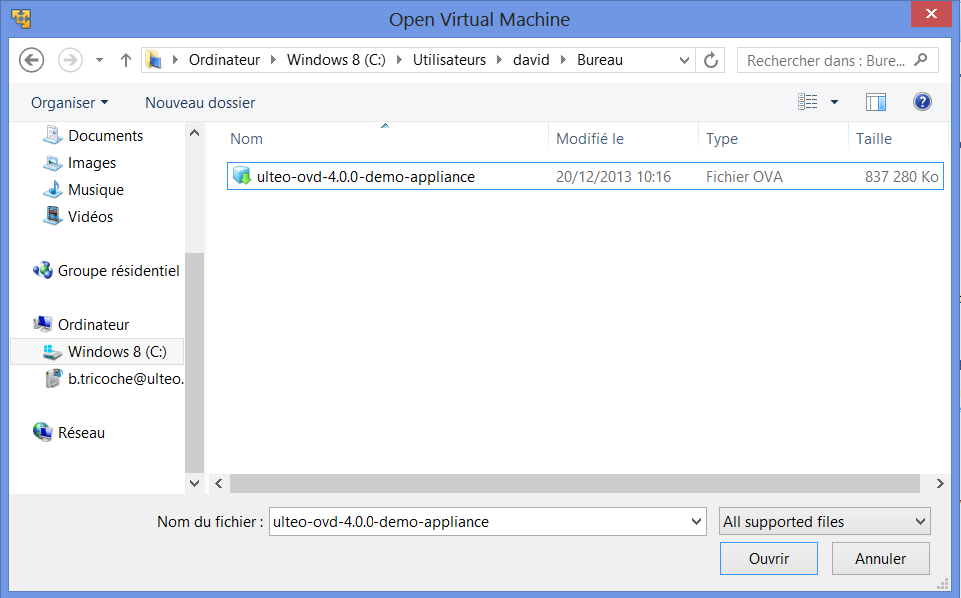 Open Virtual Machine
Ordinateur Windows 8 (C:) Utilisateurs david Bureau
Rechercher dans : Bure...
Organiser Nouveau dossier
Documents
Images
Musique
Vidéos
Groupe résidentiel
Ordinateur
Windows 8 (C:)
b.tricoche@ulteo.
Réseau
Nom Modifié le Type Taille
ulteo-ovd-4.0.0-demo-appliance 20/12/2013 10:16 Fichier OVA 837 280 Ko
Nom du fichier : ulteo-ovd-4.0.0-demo-appliance All supported files
Ouvrir Annuler